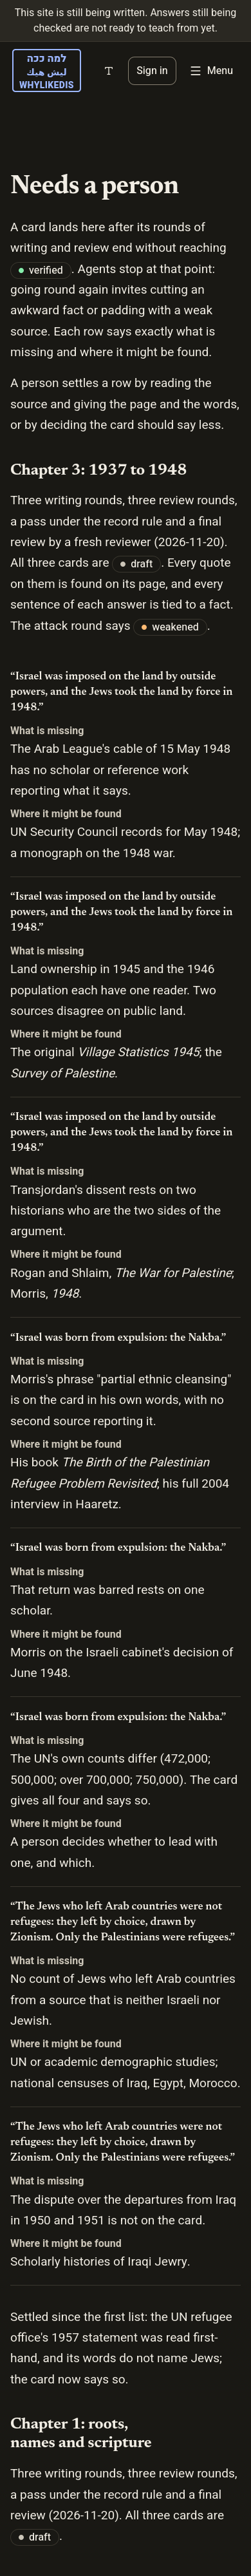 This site is still being written. Answers still being
checked are not ready to teach from yet.
למה ככה
ليش هيك
WHYLIKEDIS
T
Sign in
Menu
Needs a person
A card lands here after its rounds of
writing and review end without reaching
verified. Agents stop at that point:
going round again invites cutting an
awkward fact or padding with a weak
source. Each row says exactly what is
missing and where it might be found.
A person settles a row by reading the
source and giving the page and the words,
or by deciding the card should say less.
Chapter 3: 1937 to 1948
Three writing rounds, three review rounds,
a pass under the record rule and a final
review by a fresh reviewer (2026-11-20).
All three cards are draft. Every quote
on them is found on its page, and every
sentence of each answer is tied to a fact.
The attack round says weakened.
“Israel was imposed on the land by outside
powers, and the Jews took the land by force in
1948.”
What is missing
The Arab League's cable of 15 May 1948
has no scholar or reference work
reporting what it says.
Where it might be found
UN Security Council records for May 1948;
a monograph on the 1948 war.
“Israel was imposed on the land by outside
powers, and the Jews took the land by force in
1948.”
What is missing
Land ownership in 1945 and the 1946
population each have one reader. Two
sources disagree on public land.
Where it might be found
The original Village Statistics 1945; the
Survey of Palestine.
“Israel was imposed on the land by outside
powers, and the Jews took the land by force in
1948.”
What is missing
Transjordan's dissent rests on two
historians who are the two sides of the
argument.
Where it might be found
Rogan and Shlaim, The War for Palestine;
Morris, 1948.
“Israel was born from expulsion: the Nakba.”
What is missing
Morris's phrase "partial ethnic cleansing"
is on the card in his own words, with no
second source reporting it.
Where it might be found
His book The Birth of the Palestinian
Refugee Problem Revisited; his full 2004
interview in Haaretz.
“Israel was born from expulsion: the Nakba.”
What is missing
That return was barred rests on one
scholar.
Where it might be found
Morris on the Israeli cabinet's decision of
June 1948.
“Israel was born from expulsion: the Nakba.”
What is missing
The UN's own counts differ (472,000;
500,000; over 700,000; 750,000). The card
gives all four and says so.
Where it might be found
A person decides whether to lead with
one, and which.
“The Jews who left Arab countries were not
refugees: they left by choice, drawn by
Zionism. Only the Palestinians were refugees.”
What is missing
No count of Jews who left Arab countries
from a source that is neither Israeli nor
Jewish.
Where it might be found
UN or academic demographic studies;
national censuses of Iraq, Egypt, Morocco.
“The Jews who left Arab countries were not
refugees: they left by choice, drawn by
Zionism. Only the Palestinians were refugees.”
What is missing
The dispute over the departures from Iraq
in 1950 and 1951 is not on the card.
Where it might be found
Scholarly histories of Iraqi Jewry.
Settled since the first list: the UN refugee
office's 1957 statement was read first-
hand, and its words do not name Jews;
the card now says so.
Chapter 1: roots,
names and scripture
Three writing rounds, three review rounds,
a pass under the record rule and a final
review (2026-11-20). All three cards are
draft.